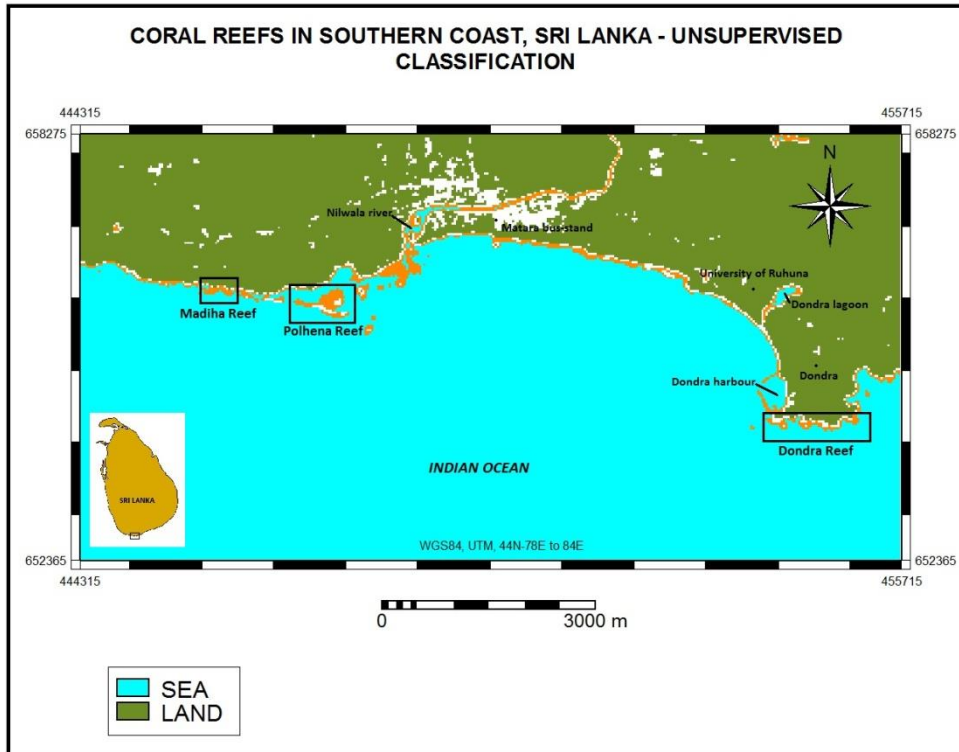 CORAL REEFS IN SOUTHERN COAST, SRI LANKA - UNSUPERVISED
CLASSIFICATION
444315
455715
658275
658275
N
Nilwala river
Matara bus stand
University of Ruhuna
Dondra lagoon
Madiha Reef
Polhena Reef
Dondra
Dondra harbour
Dondra Reef
INDIAN OCEAN
SRI LANKA
WGS84, UTM, 44N-78E to 84E
652365
652365
444315
455715
0
3000 m
SEA
LAND